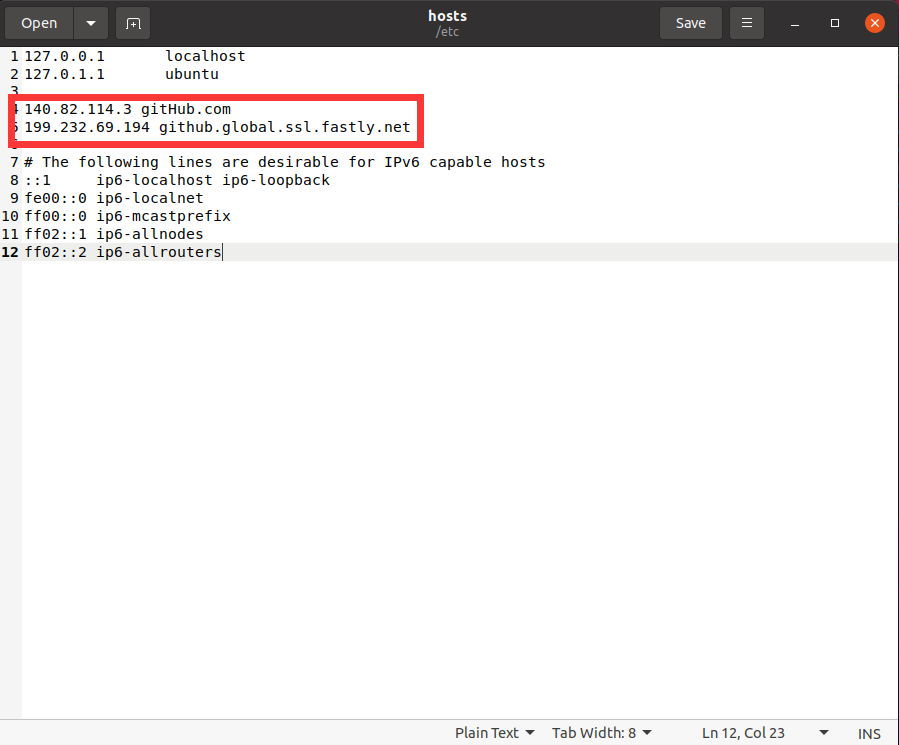 Open
hosts
/etc
Save
1 127.0.0.1 localhost
2 127.0.1.1 ubuntu
3
4 140.82.114.3 gitHub.com
5 199.232.69.194 github.global.ssl.fastly.net
7 # The following lines are desirable for IPv6 capable hosts
8 ::1 ip6-localhost ip6-loopback
9 fe00::0 ip6-localnet
10 ff00::0 ip6-mcastprefix
11 ff02::1 ip6-allnodes
12 ff02::2 ip6-allrouters
Plain Text Tab Width: 8 Ln 12, Col 23 INS